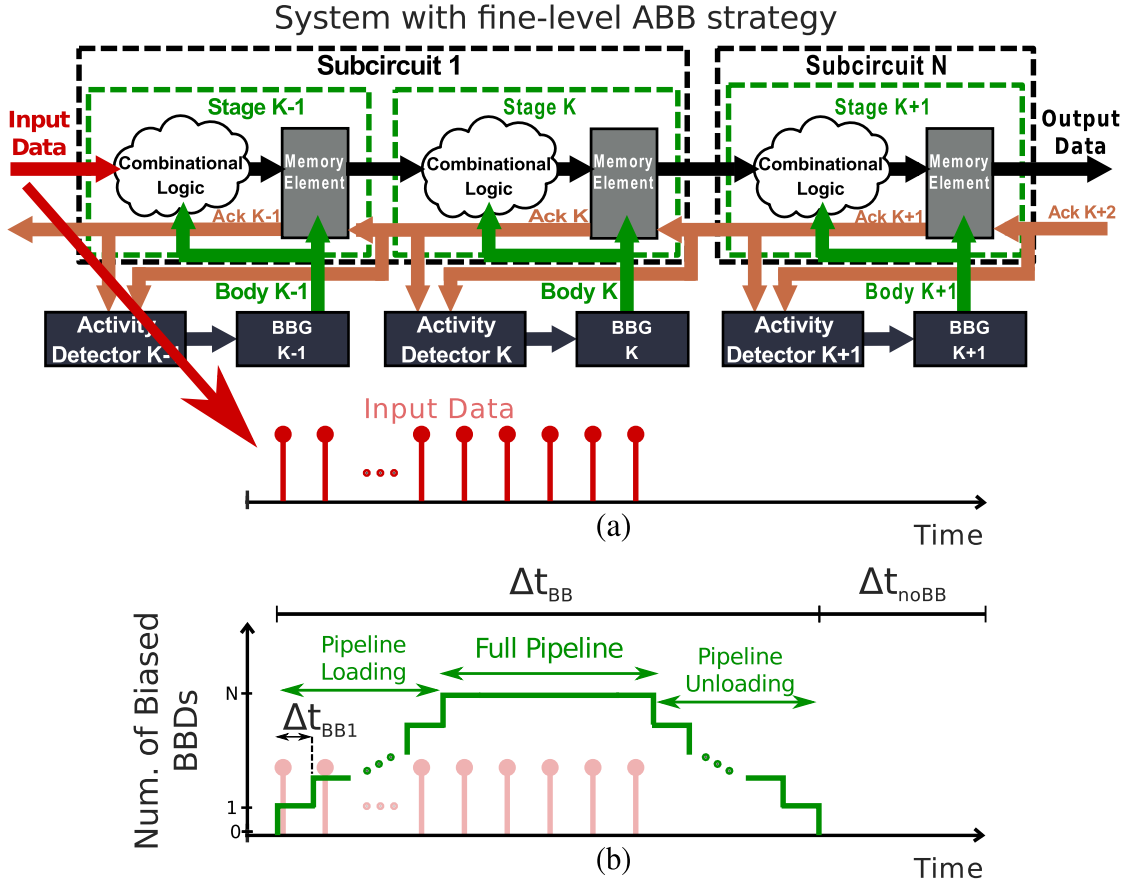 System with fine-level ABB strategy
Subcircuit 1
Subcircuit N
Stage K-1
Stage K
Stage K+1
Input
Data
Combinational
Logic
Memory
Element
Combinational
Logic
Memory
Element
Combinational
Logic
Memory
Element
Output
Data
Ack K-1
Ack K
Ack K+1
Ack K+2
Body K-1
Body K
Body K+1
Activity
Detector K-1
BBG
K-1
Activity
Detector K
BBG
K
Activity
Detector K+1
BBG
K+1
Input Data
(a)
Time
ΔtBB
ΔtnoBB
Num. of Biased
BBDs
Pipeline
Loading
Full Pipeline
Pipeline
Unloading
N
ΔtBB1
1
0
(b)
Time